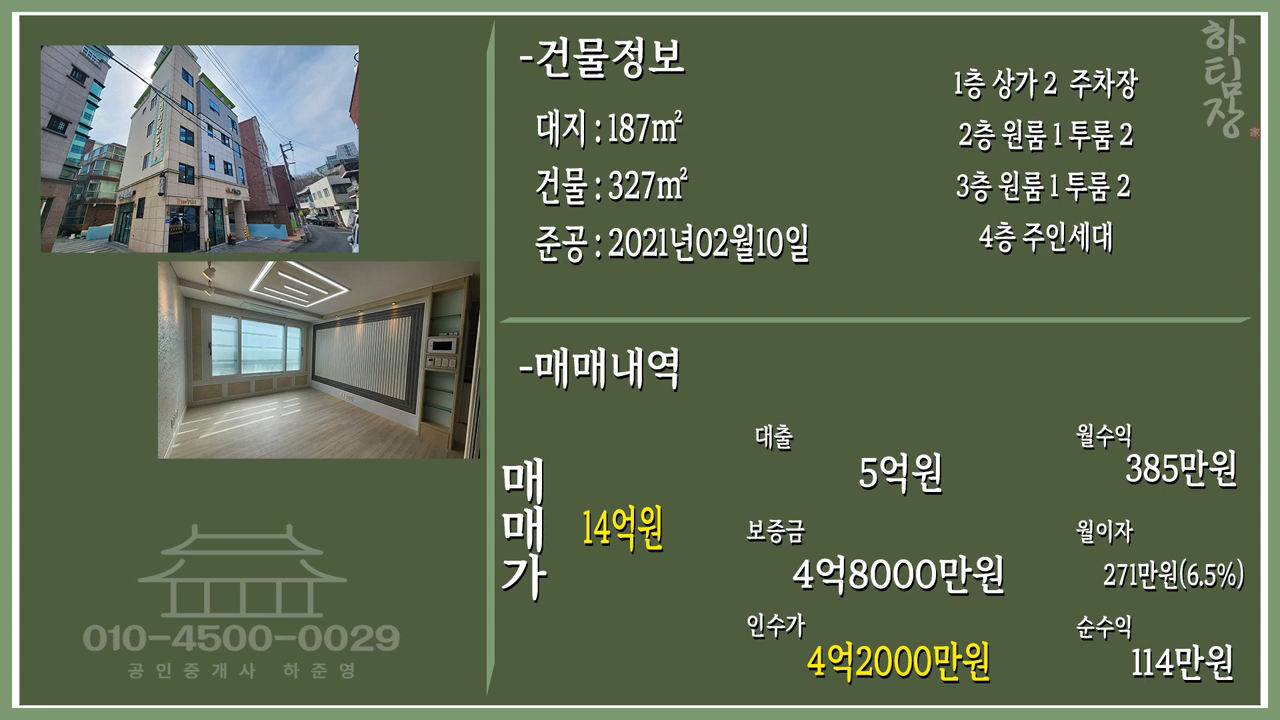 -건물정보
대지 : 187㎡
건물 : 327㎡
준공 : 2021년02월10일
1층 상가 2 주차장
2층 원룸 1 투룸 2
3층 원룸 1 투룸 2
4층 주인세대
하팀장
家
-매매내역
매매가
14억원
대출
5억원
보증금
4억8000만원
인수가
4억2000만원
월수익
385만원
월이자
271만원(6.5%)
순수익
114만원
010-4500-0029
공인중개사 하준영